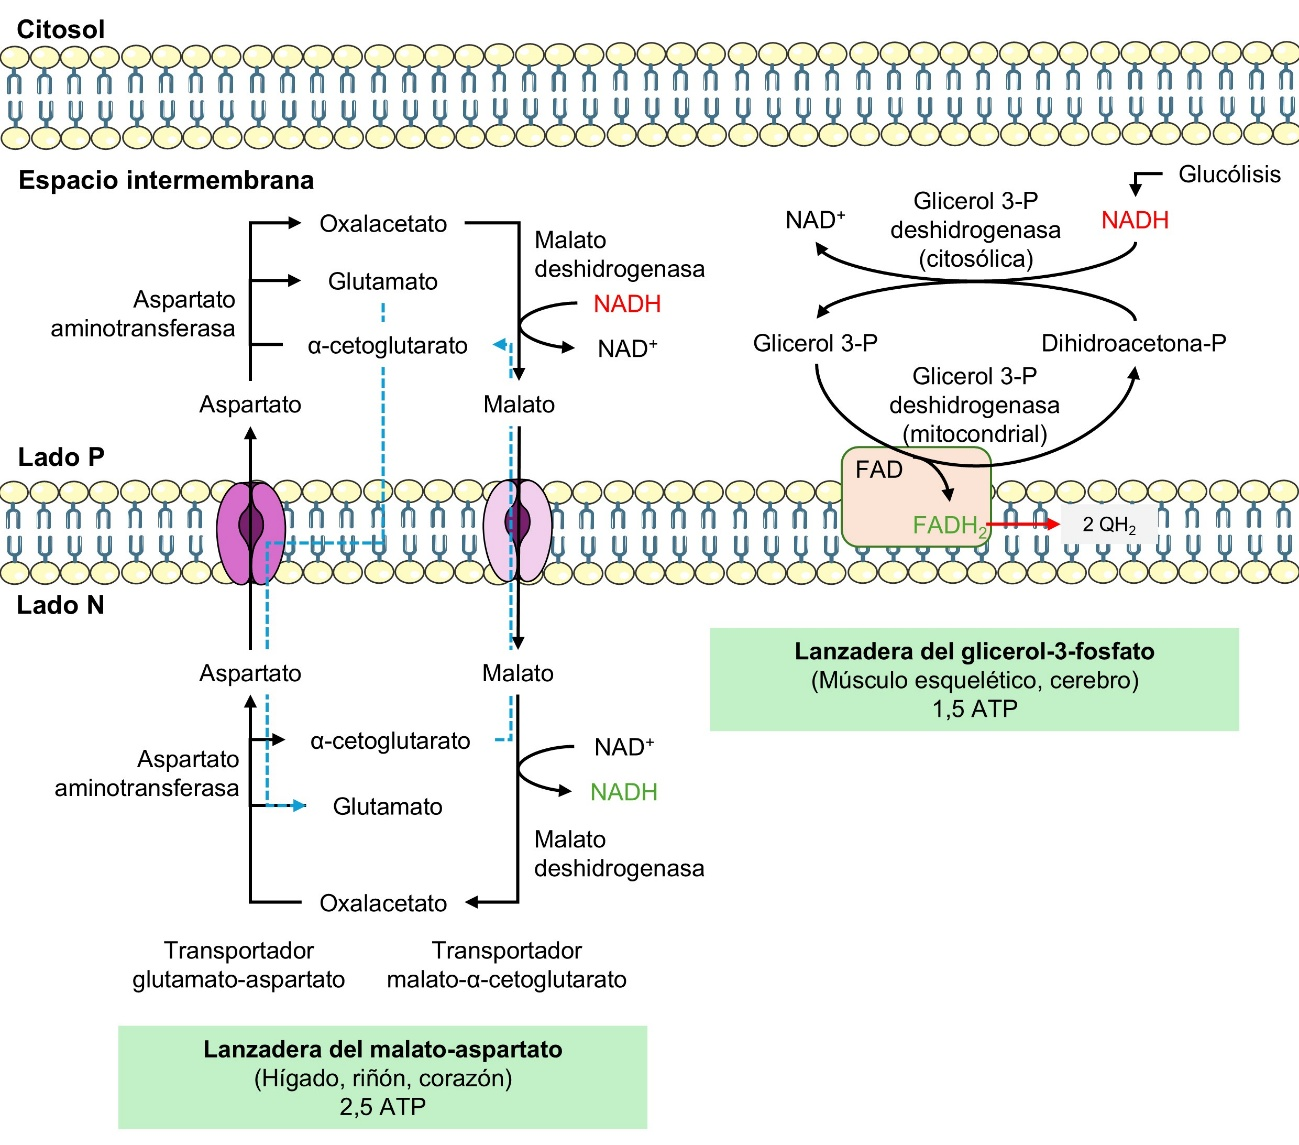 Citosol
Espacio intermembrana
Oxalacetato
Glutamato
Aspartato
aminotransferasa
α-cetoglutarato
Aspartato
Malato
deshidrogenasa
NADH
NAD⁺
Malato
Glucólisis
NAD⁺
Glicerol 3-P
deshidrogenasa
(citosólica)
NADH
Glicerol 3-P
Dihidroacetona-P
Glicerol 3-P
deshidrogenasa
(mitocondrial)
Lado P
FAD
FADH₂
2 QH₂
Lado N
Aspartato
Malato
Aspartato
aminotransferasa
α-cetoglutarato
Glutamato
NAD⁺
NADH
Malato
deshidrogenasa
Oxalacetato
Transportador
glutamato-aspartato
Transportador
malato-α-cetoglutarato
Lanzadera del glicerol-3-fosfato
(Músculo esquelético, cerebro)
1,5 ATP
Lanzadera del malato-aspartato
(Hígado, riñón, corazón)
2,5 ATP